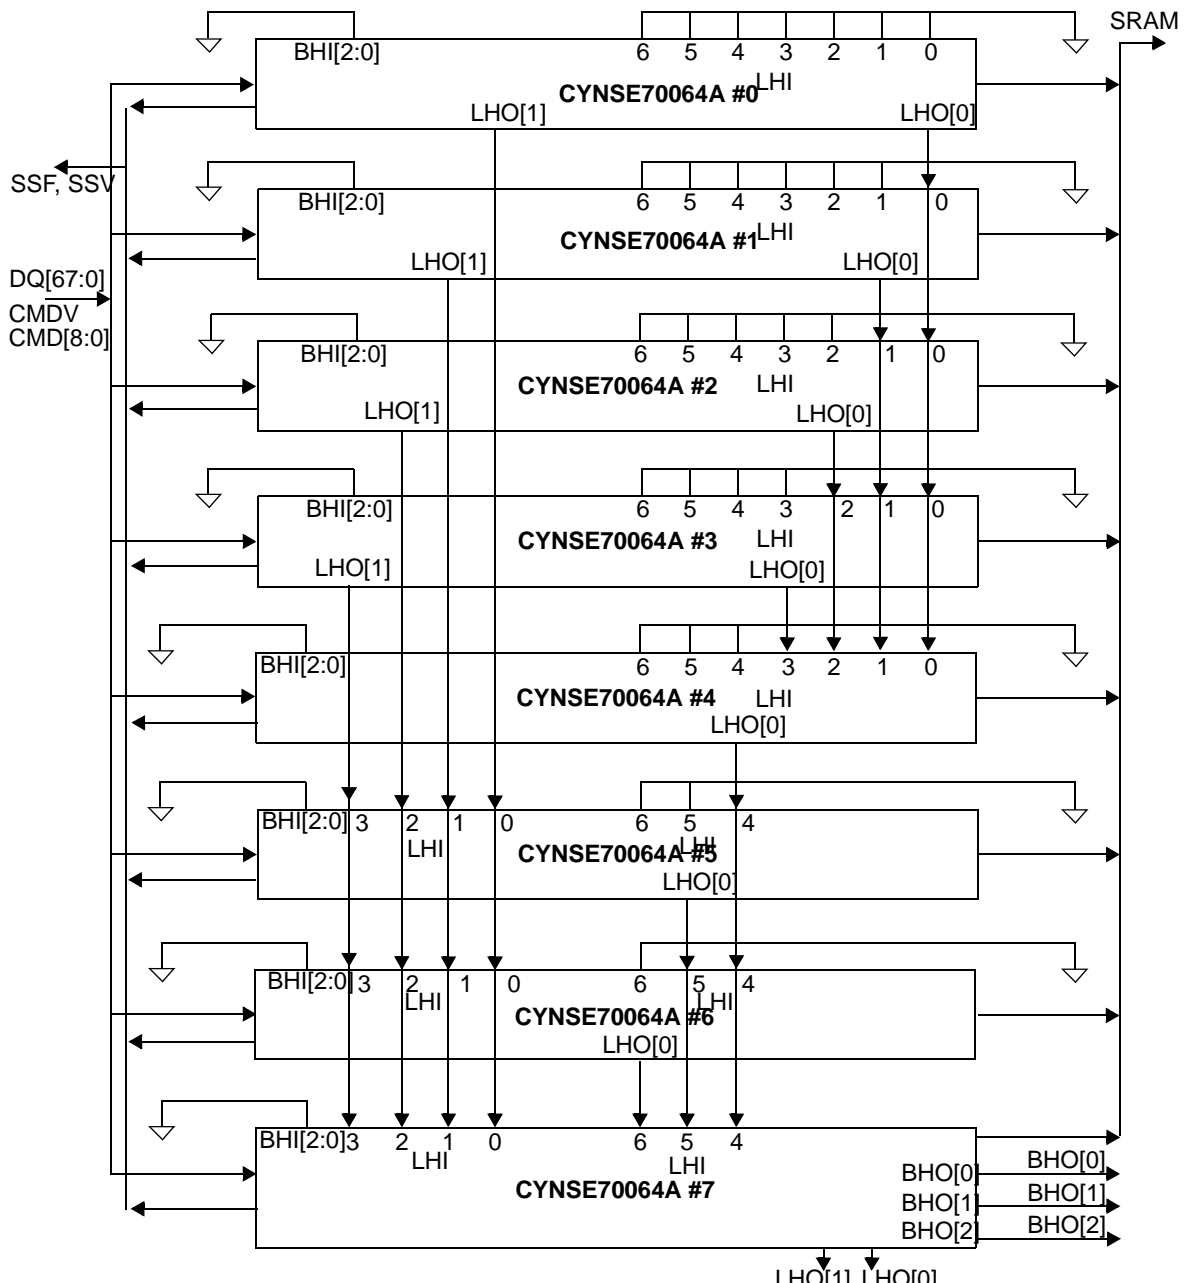 SRAM
BHI[2:0] 6 5 4 3 2 1 0
LHI
CYNSE70064A #0
LHO[1] LHO[0]
SSF, SSV
BHI[2:0] 6 5 4 3 2 1 0
LHI
CYNSE70064A #1
LHO[1] LHO[0]
DQ[67:0]
CMDV
CMD[8:0]
BHI[2:0] 6 5 4 3 2 1 0
CYNSE70064A #2 LHI
LHO[1] LHO[0]
BHI[2:0] 6 5 4 3 2 1 0
CYNSE70064A #3 LHI
LHO[1] LHO[0]
BHI[2:0] 6 5 4 3 2 1 0
CYNSE70064A #4 LHI
LHO[0]
BHI[2:0] 3 2 1 0 6 5 4
LHI CYNSE70064A #5 LHI
LHO[0]
BHI[2:0] 3 2 1 0 6 5 4
LHI LHI
CYNSE70064A #6
LHO[0]
BHI[2:0] 3 2 1 0 6 5 4
LHI LHI
CYNSE70064A #7
BHO[0] BHO[0]
BHO[1] BHO[1]
BHO[2] BHO[2]
LHO[1] LHO[0]